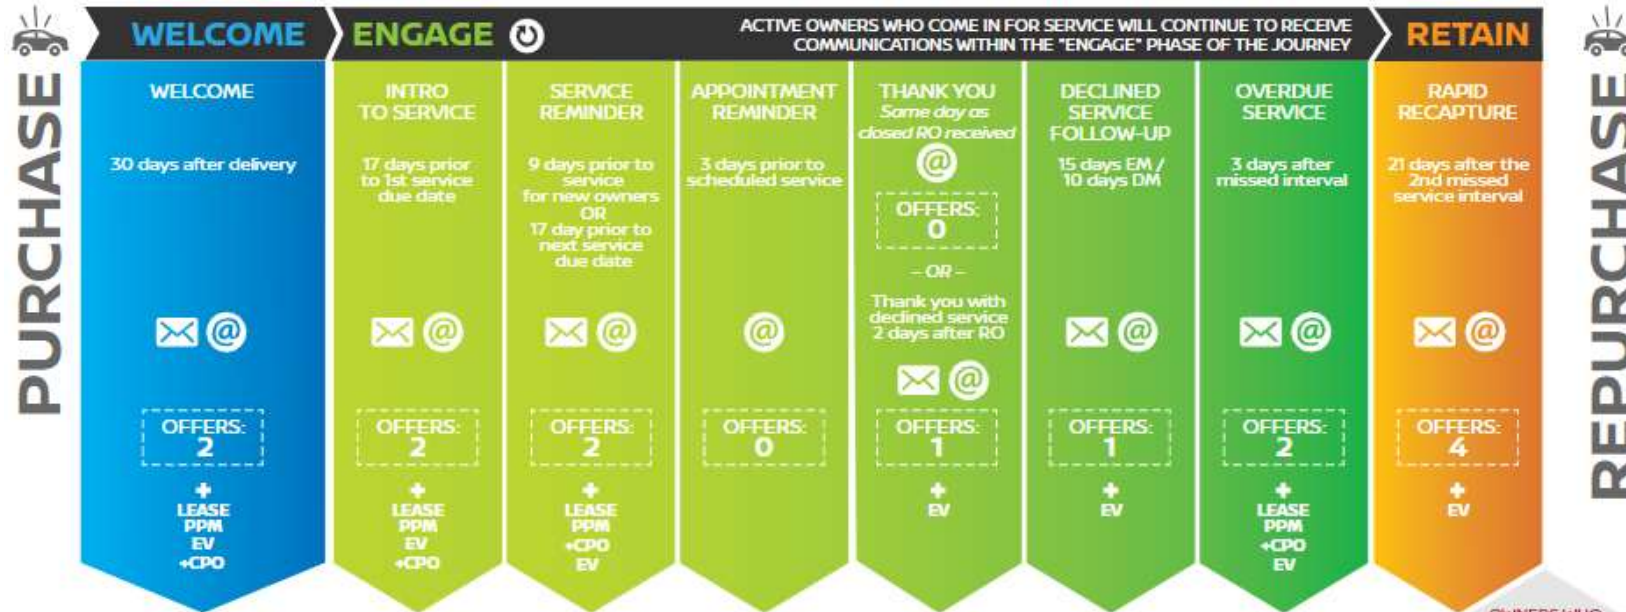 PURCHASE
WELCOME
ENGAGE
ACTIVE OWNERS WHO COME IN FOR SERVICE WILL CONTINUE TO RECEIVE
COMMUNICATIONS WITHIN THE "ENGAGE" PHASE OF THE JOURNEY
RETAIN
REPURCHASE
WELCOME
30 days after delivery
OFFERS:
2
+
LEASE
PPM
EV
+CPO
INTRO
TO SERVICE
17 days prior
to 1st service
due date
OFFERS:
2
+
LEASE
PPM
EV
+CPO
SERVICE
REMINDER
9 days prior to
service
for new owners
OR
17 day prior to
next service
due date
OFFERS:
2
+
LEASE
PPM
+CPO
EV
APPOINTMENT
REMINDER
3 days prior to
scheduled service
@
OFFERS:
0
THANK YOU
Same day as
closed RO received
@
OFFERS:
0
– OR –
Thank you with
declined service
2 days after RO
@
OFFERS:
1
+
EV
DECLINED
SERVICE
FOLLOW-UP
15 days EM /
10 days DM
@
OFFERS:
1
+
EV
OVERDUE
SERVICE
3 days after
missed interval
@
OFFERS:
2
+
LEASE
PPM
+CPO
EV
RAPID
RECAPTURE
21 days after the
2nd missed
service interval
@
OFFERS:
4
+
EV
OWNERS WHO